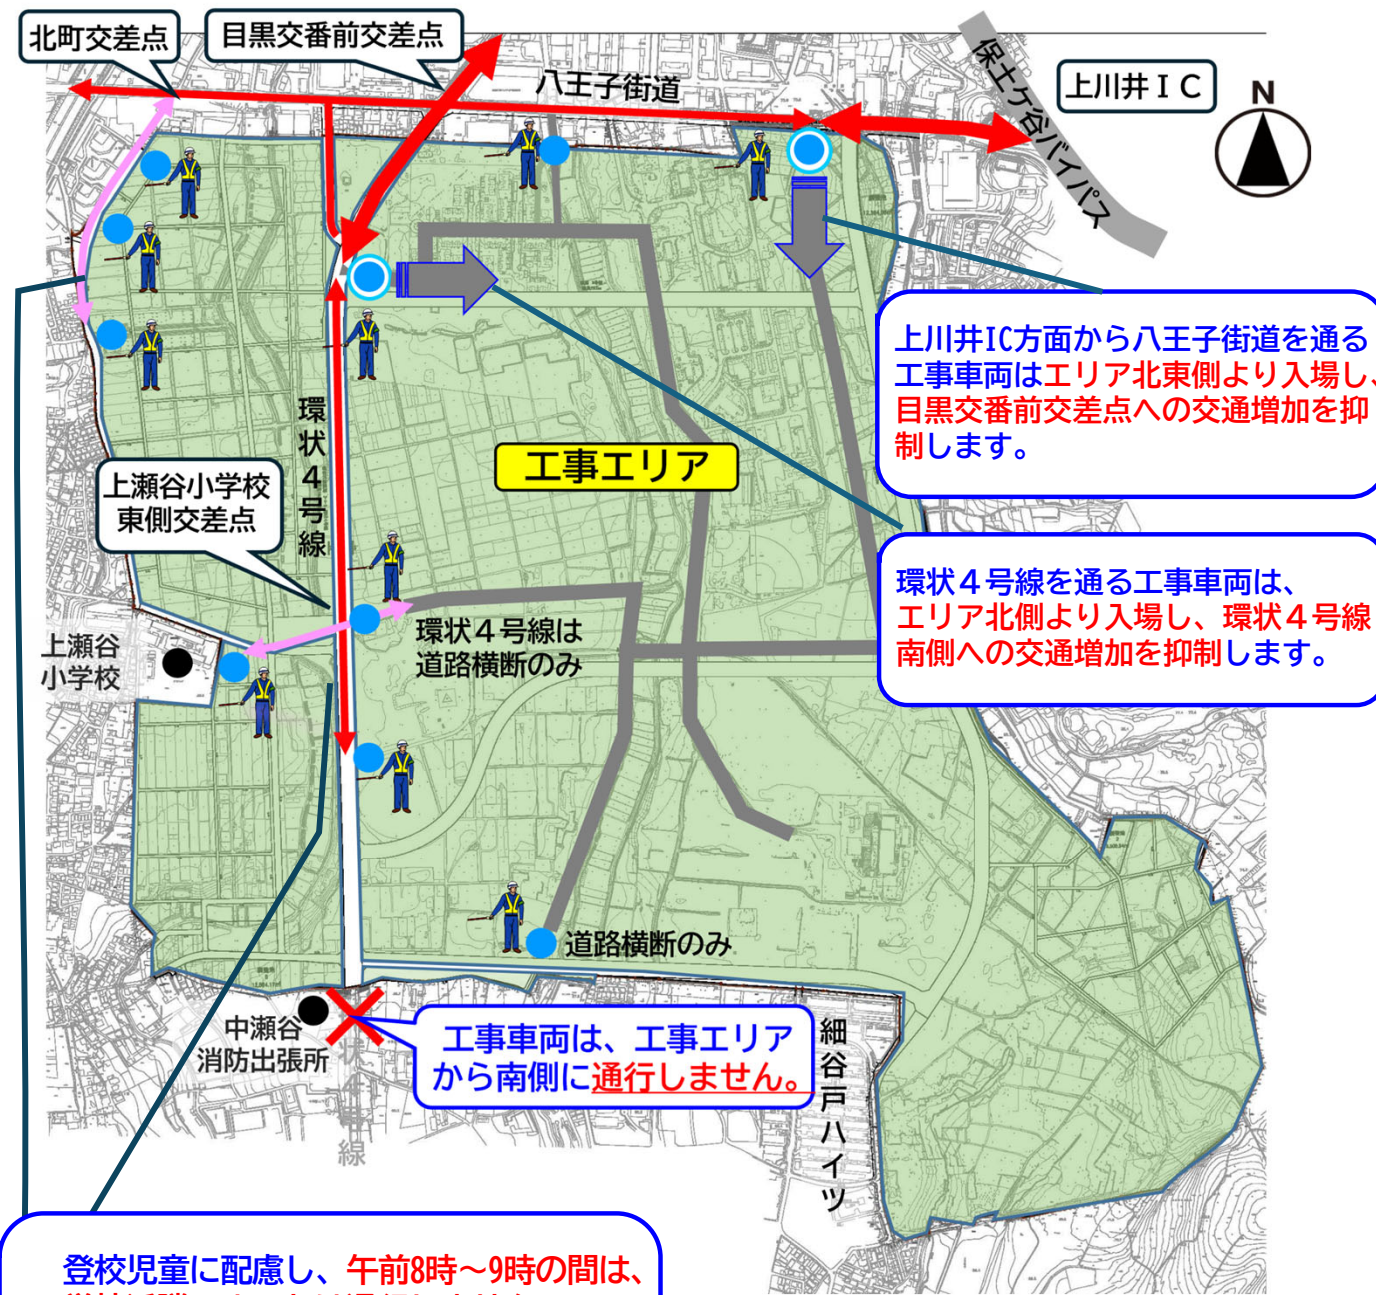 北町交差点
目黒交番前交差点
八王子街道
保土ケ谷バイパス
上川井ＩＣ
N
上川井IC方面から八王子街道を通る
工事車両はエリア北東側より入場し、
目黒交番前交差点への交通増加を抑
制します。
環状４号線
工事エリア
上瀬谷小学校
東側交差点
環状４号線を通る工事車両は、
エリア北側より入場し、環状４号線
南側への交通増加を抑制します。
環状４号線は
道路横断のみ
上瀬谷
小学校
道路横断のみ
中瀬谷
消防出張所
工事車両は、工事エリア
から南側に通行しません。
細谷戸ハイツ
線
登校児童に配慮し、午前8時～9時の間は、